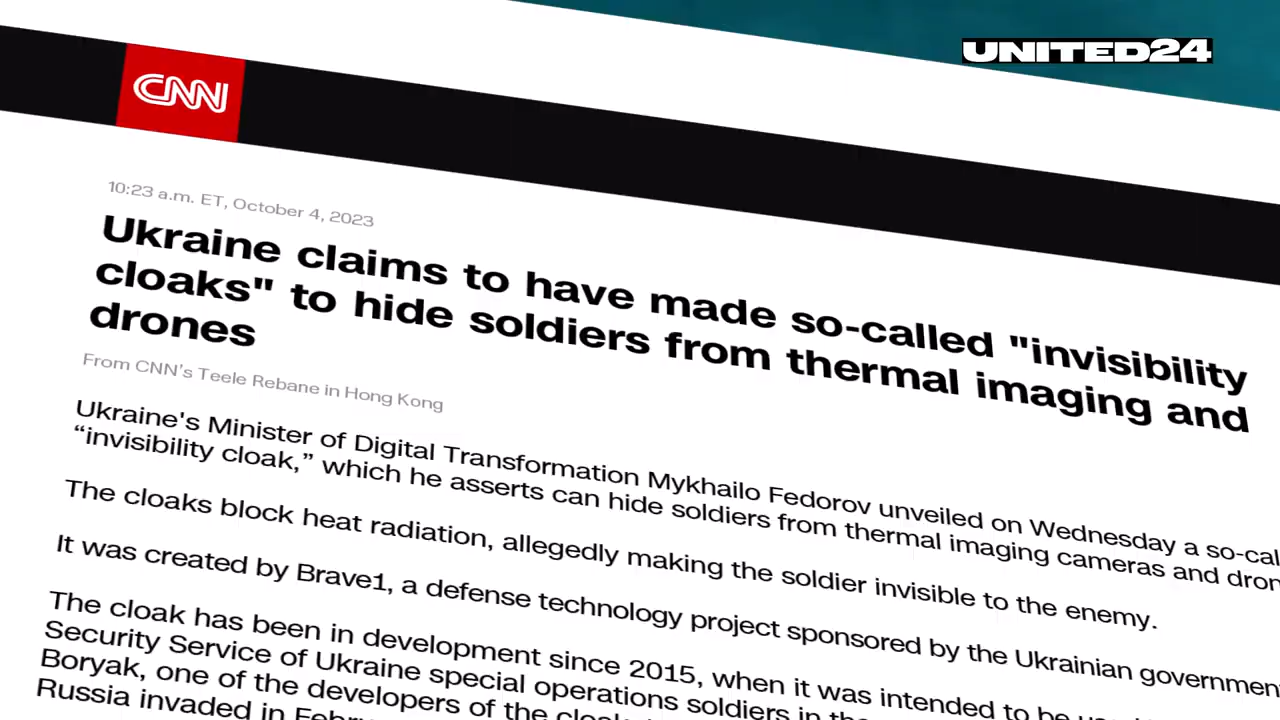 UNITED24
CNN
10:23 a.m. ET, October 4, 2023
Ukraine claims to have made so-called "invisibility
cloaks" to hide soldiers from thermal imaging and
drones
From CNN's Teele Rebane in Hong Kong
Ukraine's Minister of Digital Transformation Mykhailo Fedorov unveiled on Wednesday a
“invisibility cloak,” which he asserts can hide soldiers from thermal imaging cameras and
The cloaks block heat radiation, allegedly making the soldier invisible to the enemy.
It was created by Brave1, a defense technology project sponsored by the Ukrainian
The cloak has been in development since 2015, when it was intended to be
Security Service of Ukraine special operations soldiers in
Boryak, one of the developers of the
Russia invaded in